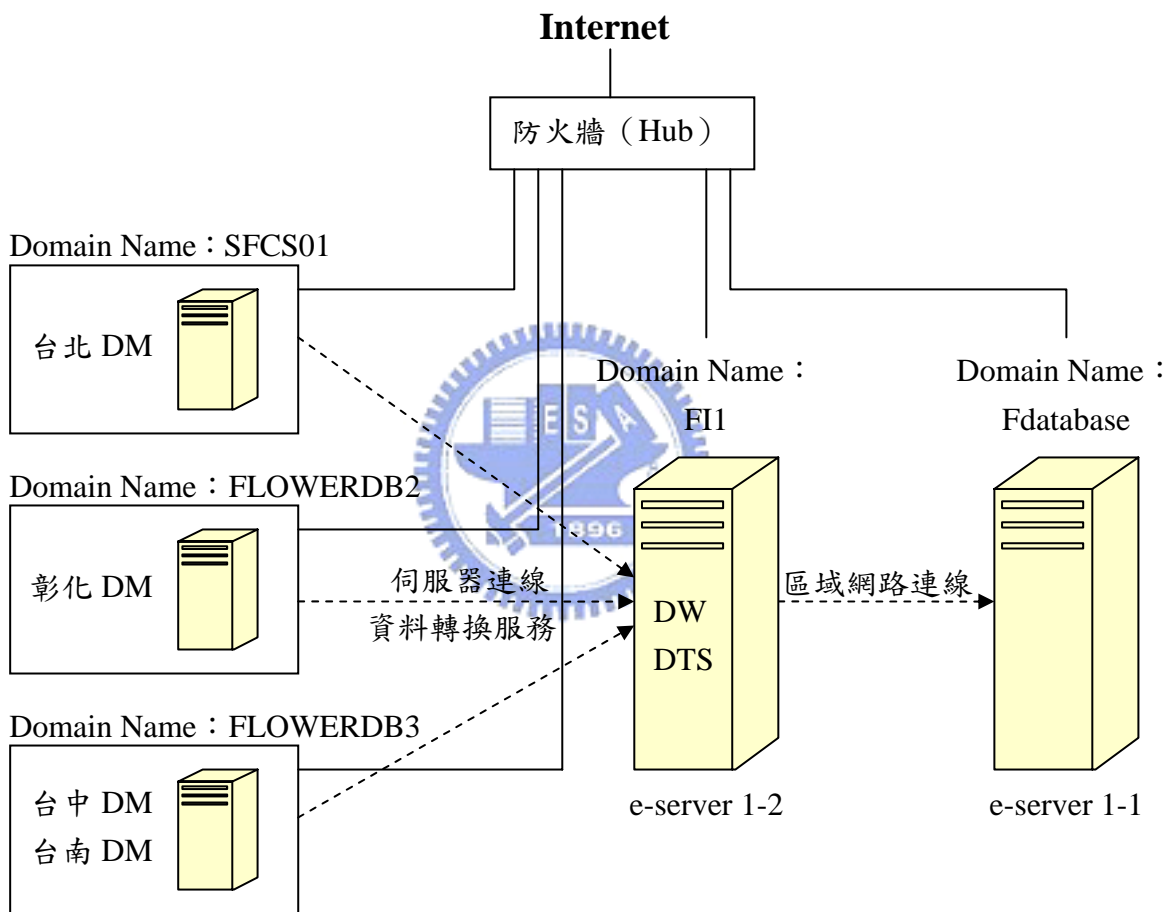 Internet
防火牆（Hub）
Domain Name：SFCS01
台北 DM
Domain Name：FLOWERDB2
彰化 DM
伺服器連線
資料轉換服務
Domain Name：FLOWERDB3
台中 DM
台南 DM
Domain Name：
FI1
DW
DTS
e-server 1-2
區域網路連線
Domain Name：
Fdatabase
e-server 1-1
E S A
1896